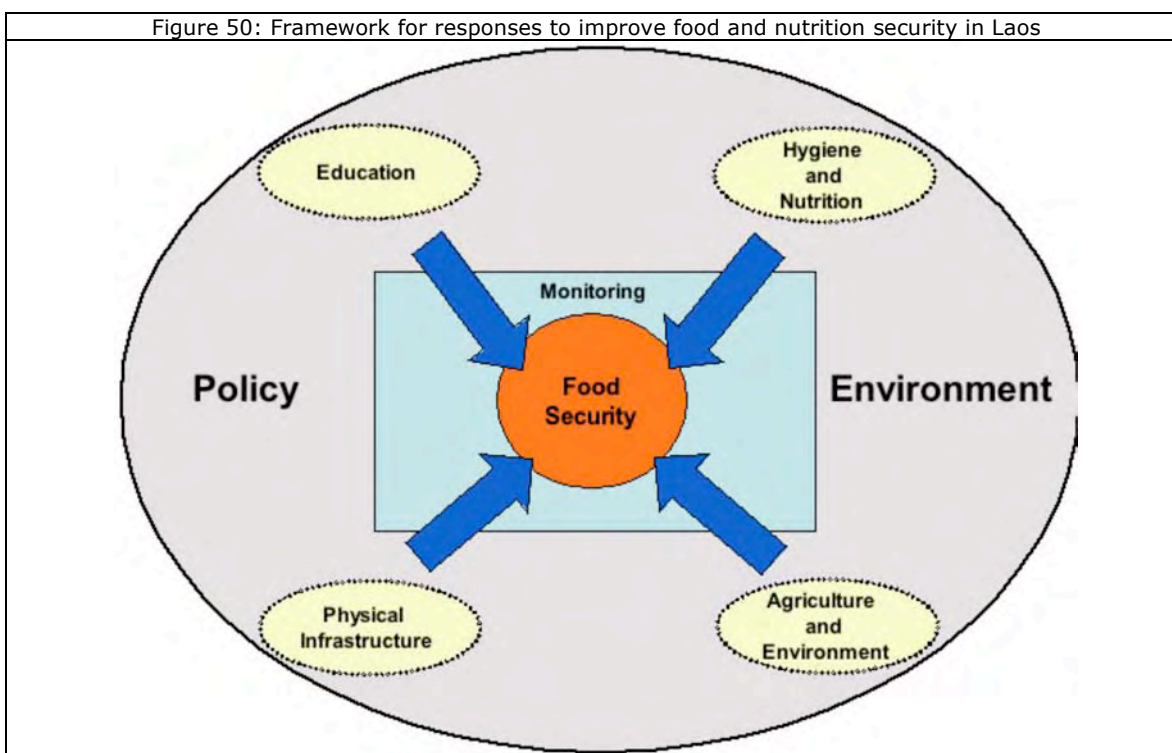 Figure 50: Framework for responses to improve food and nutrition security in Laos
Education
Hygiene
and
Nutrition
Monitoring
Policy
Food
Security
Environment
Physical
Infrastructure
Agriculture
and
Environment